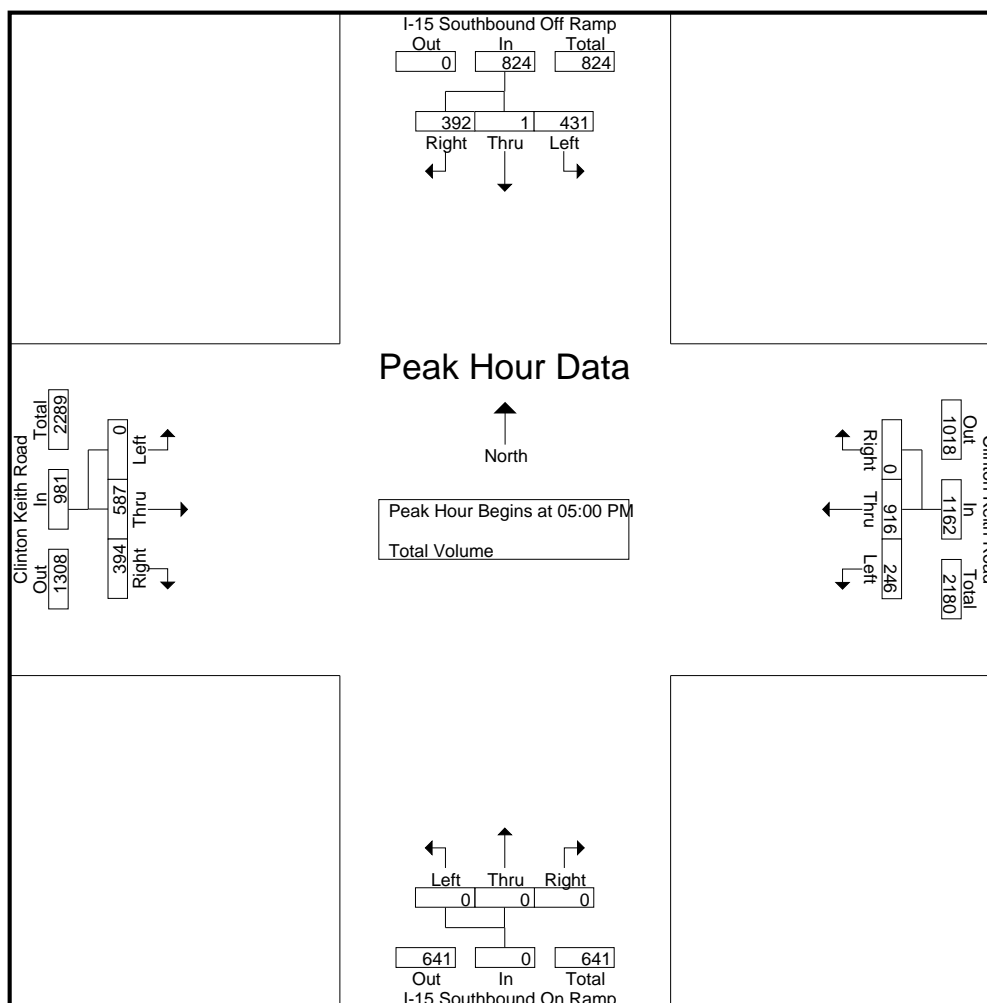 I-15 Southbound Off Ramp
Out In Total
0 824 824
392 1 431
Right Thru Left
Peak Hour Data
North
Peak Hour Begins at 05:00 PM
Total Volume
Clinton Keith Road
Total In Out
2289 981 1308
0 587 394
Left Thru Right
Right Thru Left
0 916 246
1018 1162 2180
Out In Total
Clinton Keith Road
Left Thru Right
0 0 0
641 0 641
Out In Total
I-15 Southbound On Ramp